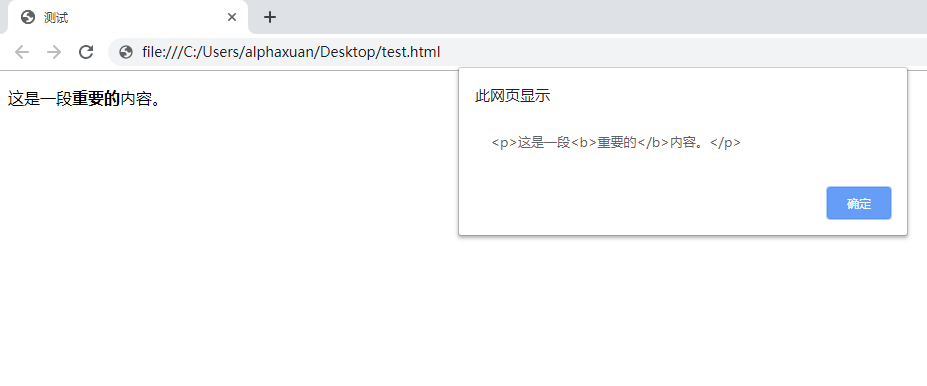 测试
file:///C:/Users/alphaxuan/Desktop/test.html
这是一段重要的内容。
此网页显示
<p>这是一段<b>重要的</b>内容。</p>
确定